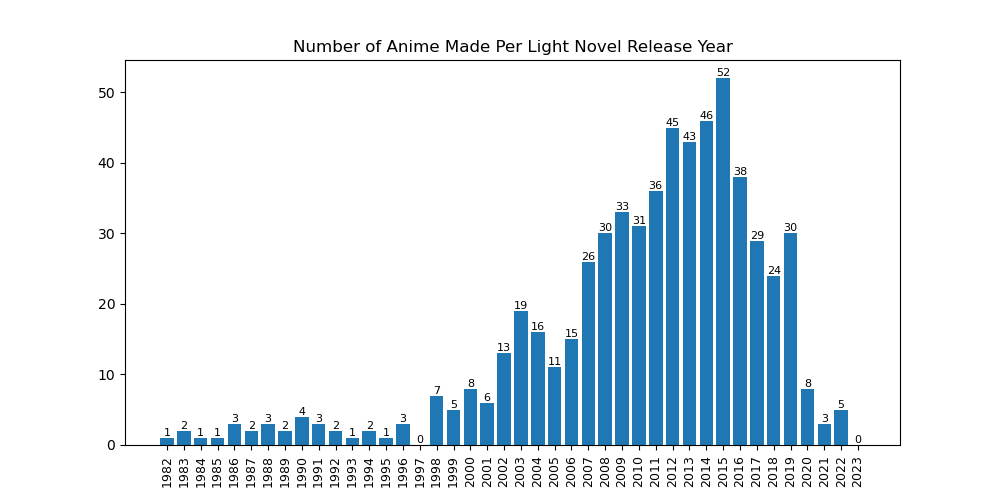 Number of Anime Made Per Light Novel Release Year
50
40
30
20
10
0
1 2 1 1 3 2 3 2 4 3 2 1 2 1 3 0 7 5 8 6 13 19 16 11 15 26 30 33 31 36 45 43 46 52 38 29 24 30 8 3 5 0
1982 1983 1984 1985 1986 1987 1988 1989 1990 1991 1992 1993 1994 1995 1996 1997 1998 1999 2000 2001 2002 2003 2004 2005 2006 2007 2008 2009 2010 2011 2012 2013 2014 2015 2016 2017 2018 2019 2020 2021 2022 2023